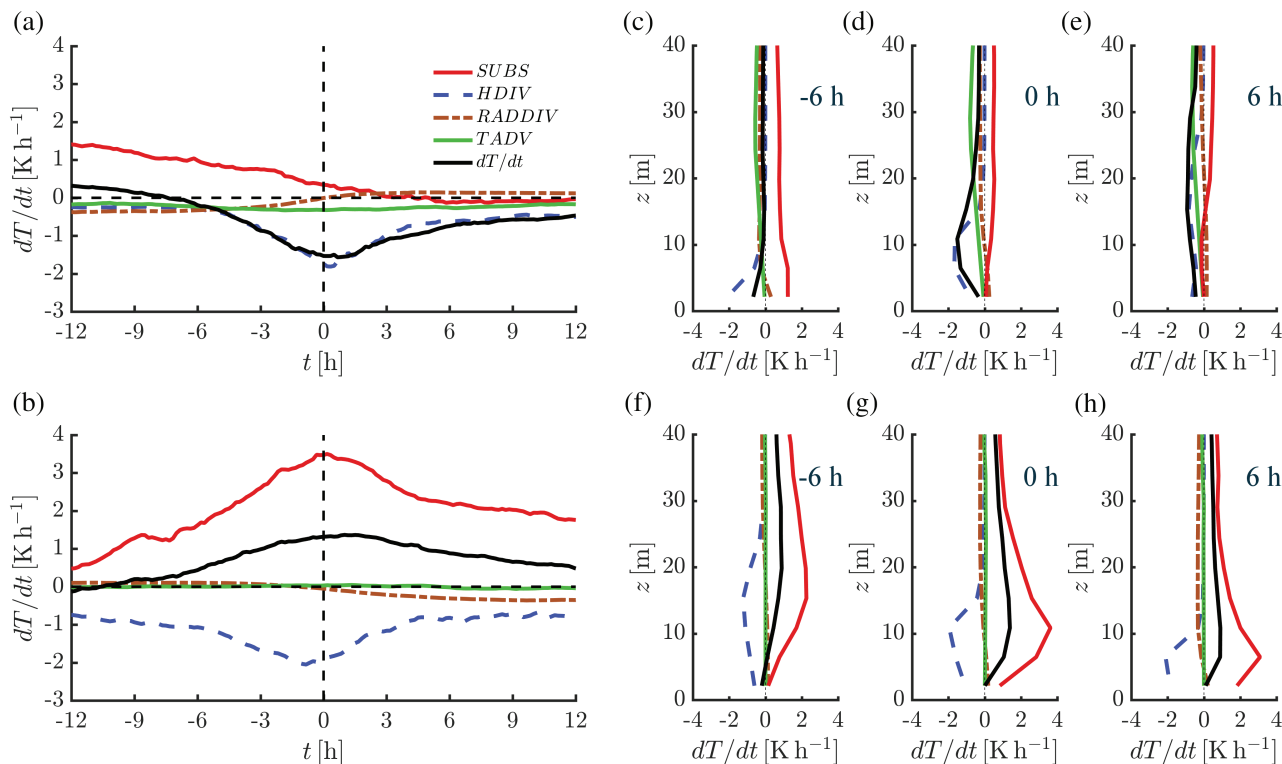 (a)
4
3
2
1
0
-1
-2
-3
dT/dt [K h⁻¹]
-12 -9 -6 -3 0 3 6 9 12
t [h]
SUBS
HDIV
RADDIV
TADV
dT/dt
(c)
40
30
20
10
0
z [m]
-6 h
-4 -2 0 2 4
dT/dt [K h⁻¹]
(d)
40
30
20
10
0
z [m]
0 h
-4 -2 0 2 4
dT/dt [K h⁻¹]
(e)
40
30
20
10
0
z [m]
6 h
-4 -2 0 2 4
dT/dt [K h⁻¹]
(b)
4
3
2
1
0
-1
-2
-3
dT/dt [K h⁻¹]
-12 -9 -6 -3 0 3 6 9 12
t [h]
(f)
40
30
20
10
0
z [m]
-6 h
-4 -2 0 2 4
dT/dt [K h⁻¹]
(g)
40
30
20
10
0
z [m]
0 h
-4 -2 0 2 4
dT/dt [K h⁻¹]
(h)
40
30
20
10
0
z [m]
6 h
-4 -2 0 2 4
dT/dt [K h⁻¹]